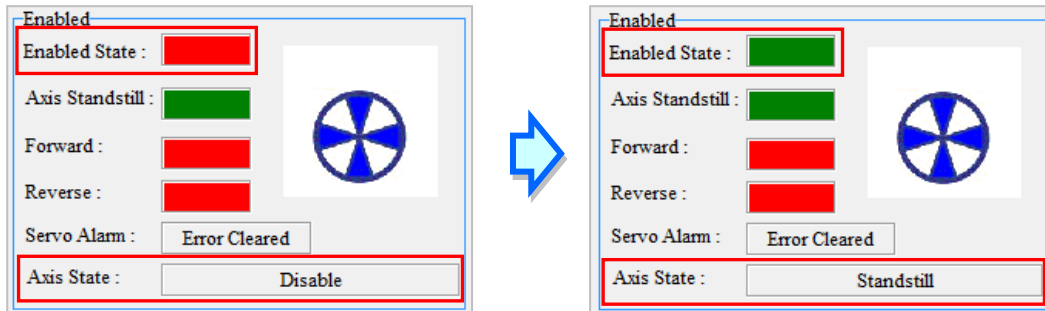 Enabled
Enabled State :
Axis Standstill :
Forward :
Reverse :
Servo Alarm : Error Cleared
Axis State : Disable
Enabled
Enabled State :
Axis Standstill :
Forward :
Reverse :
Servo Alarm : Error Cleared
Axis State : Standstill